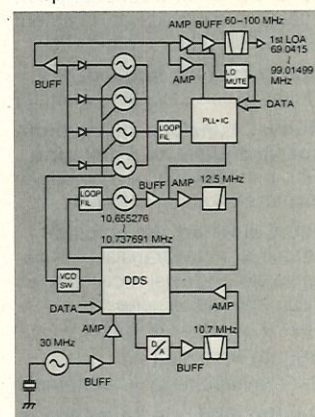 AMP BUFF 60-100 MHz
1st LOA
69.0415
~
99.01499
MHz
BUFF
AMP
LO
MUTE
DATA
LOOP
FIL
PLL-IC
LOOP
FIL
BUFF AMP 12.5 MHz
10.655276
~
10.737691 MHz
VCO
SW
DDS
DATA
AMP
AMP
30 MHz
10.7 MHz
D/A
BUFF
BUFF